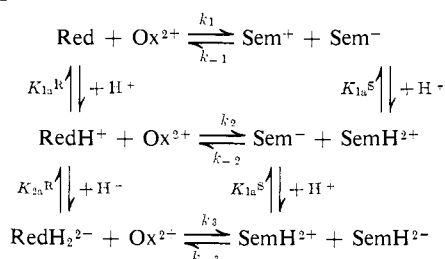 k₁
Red + Ox²⁺ ⇌ Sem⁺ + Sem⁻
k₋₁
K₁ₐᴿ + H⁺ K₁ₐˢ + H⁺
k₂
RedH⁺ + Ox²⁺ ⇌ Sem⁻ + SemH²⁺
k₋₂
K₂ₐᴿ + H⁻ K₁ₐˢ + H⁺
k₃
RedH₂²⁻ + Ox²⁺ ⇌ SemH²⁺ + SemH²⁻